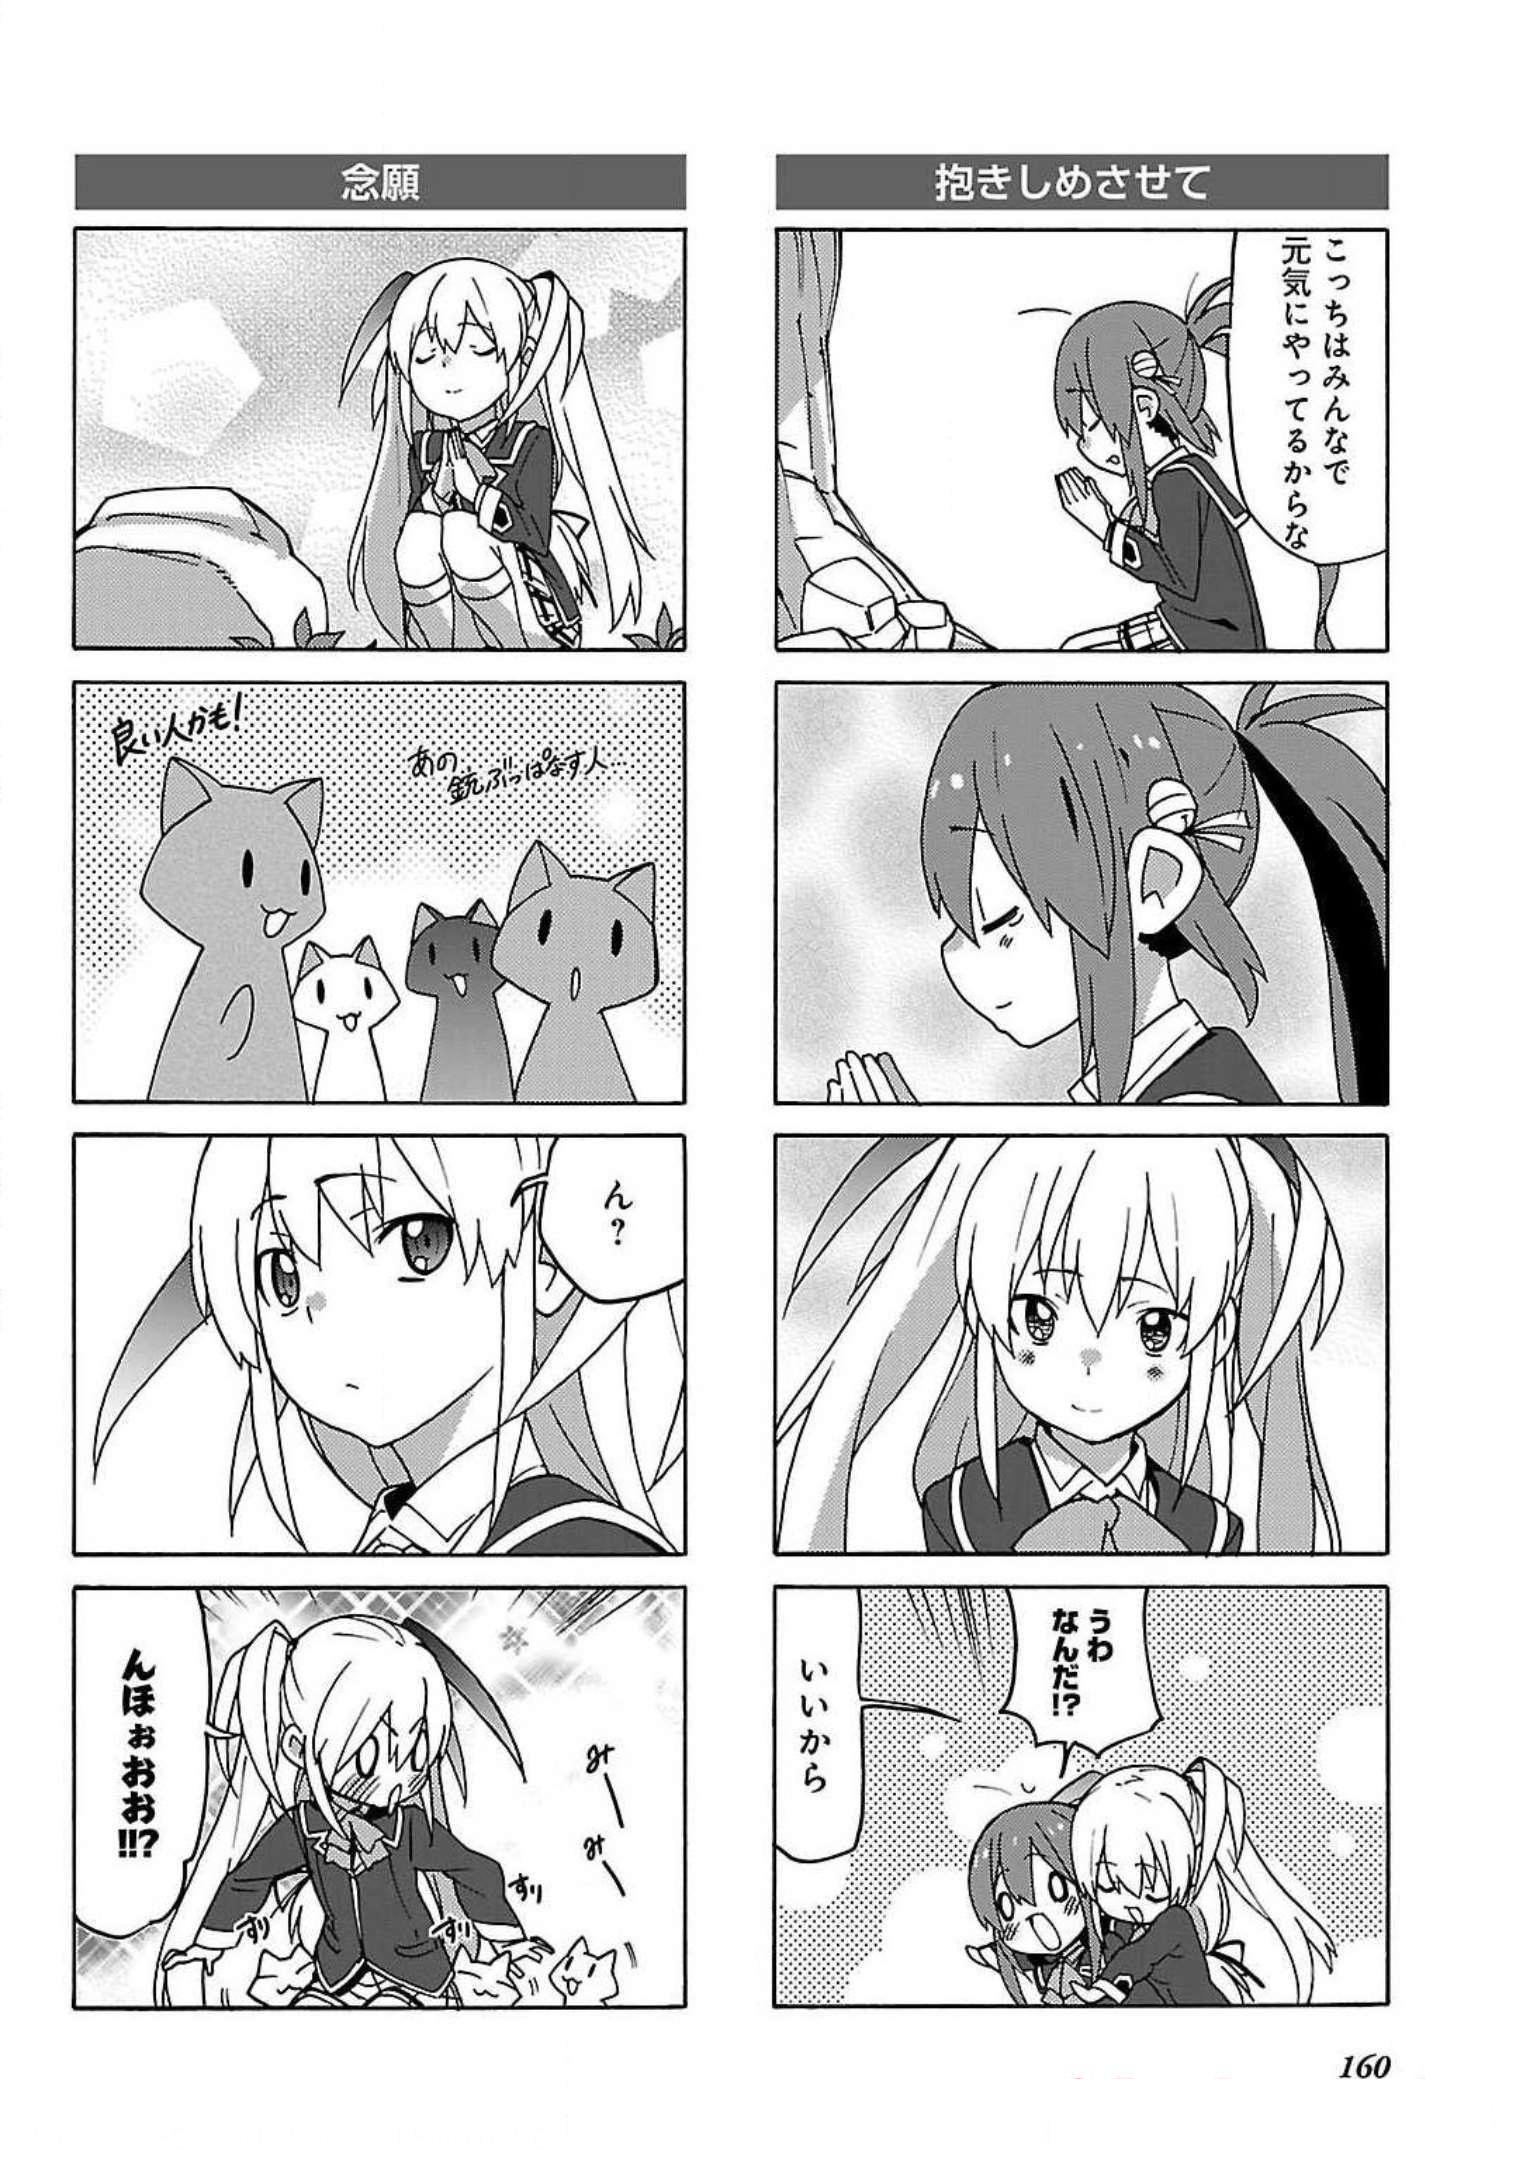 抱きしめさせて
こっちはみんなで
元気にやってるからな
うわ
なんだ!?
いいから
念願
良い人かも!
あの
銃ぶっぱなす人…
ん?
みー
みー
すり
すり
すり
んほぉおお!!?
160